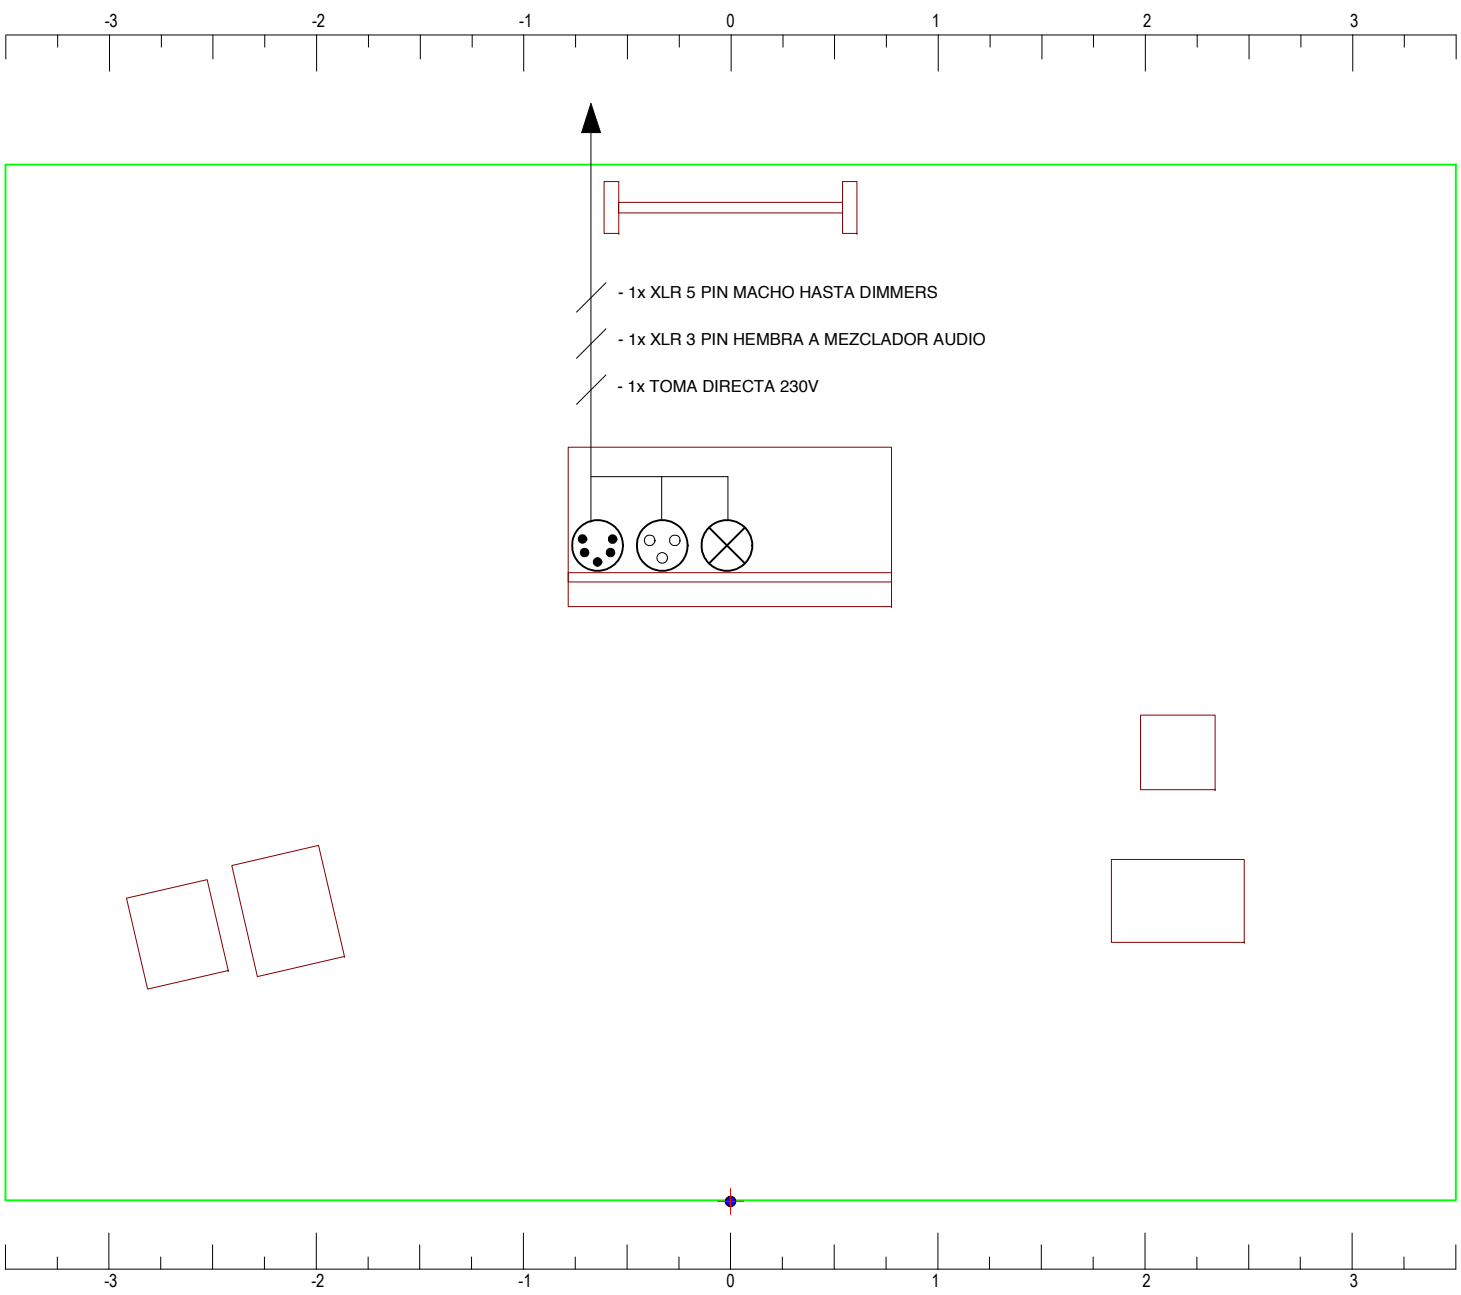 -3 -2 -1 0 1 2 3
- 1x XLR 5 PIN MACHO HASTA DIMMERS
- 1x XLR 3 PIN HEMBRA A MEZCLADOR AUDIO
- 1x TOMA DIRECTA 230V
-3 -2 -1 0 1 2 3